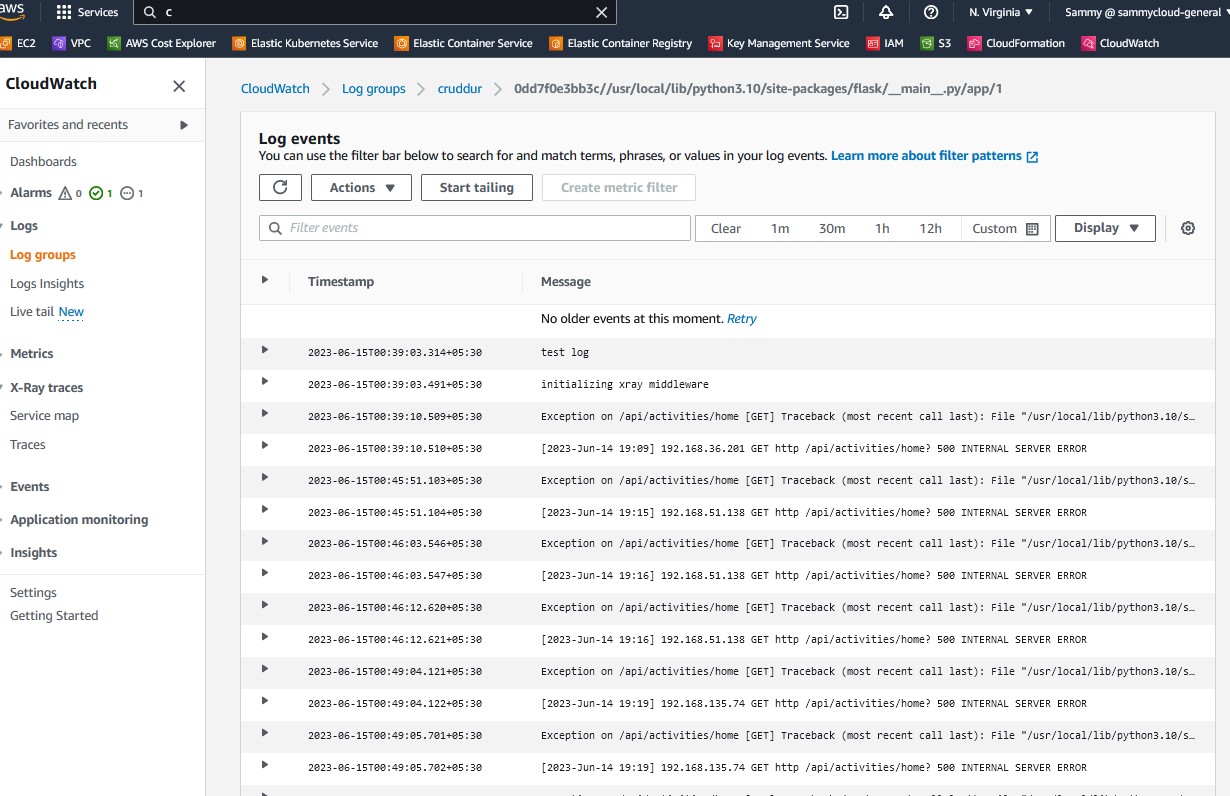 aws Services c N. Virginia ▼ Sammy @ sammycloud-general
EC2 VPC AWS Cost Explorer Elastic Kubernetes Service Elastic Container Service Elastic Container Registry Key Management Service IAM S3 CloudFormation CloudWatch
CloudWatch
Favorites and recents
Dashboards
Alarms 0 1 1
Logs
Log groups
Logs Insights
Live tail New
Metrics
X-Ray traces
Service map
Traces
Events
Application monitoring
Insights
Settings
Getting Started
CloudWatch > Log groups > cruddur > 0dd7f0e3bb3c//usr/local/lib/python3.10/site-packages/flask/__main__.py/app/1
Log events
You can use the filter bar below to search for and match terms, phrases, or values in your log events. Learn more about filter patterns
Actions ▼ Start tailing Create metric filter
Filter events Clear 1m 30m 1h 12h Custom Display ▼
Timestamp Message
No older events at this moment. Retry
2023-06-15T00:39:03.314+05:30 test log
2023-06-15T00:39:03.491+05:30 initializing xray middleware
2023-06-15T00:39:10.509+05:30 Exception on /api/activities/home [GET] Traceback (most recent call last): File "/usr/local/lib/python3.10/s…
2023-06-15T00:39:10.510+05:30 [2023-Jun-14 19:09] 192.168.36.201 GET http /api/activities/home? 500 INTERNAL SERVER ERROR
2023-06-15T00:45:51.103+05:30 Exception on /api/activities/home [GET] Traceback (most recent call last): File "/usr/local/lib/python3.10/s…
2023-06-15T00:45:51.104+05:30 [2023-Jun-14 19:15] 192.168.51.138 GET http /api/activities/home? 500 INTERNAL SERVER ERROR
2023-06-15T00:46:03.546+05:30 Exception on /api/activities/home [GET] Traceback (most recent call last): File "/usr/local/lib/python3.10/s…
2023-06-15T00:46:03.547+05:30 [2023-Jun-14 19:16] 192.168.51.138 GET http /api/activities/home? 500 INTERNAL SERVER ERROR
2023-06-15T00:46:12.620+05:30 Exception on /api/activities/home [GET] Traceback (most recent call last): File "/usr/local/lib/python3.10/s…
2023-06-15T00:46:12.621+05:30 [2023-Jun-14 19:16] 192.168.51.138 GET http /api/activities/home? 500 INTERNAL SERVER ERROR
2023-06-15T00:49:04.121+05:30 Exception on /api/activities/home [GET] Traceback (most recent call last): File "/usr/local/lib/python3.10/s…
2023-06-15T00:49:04.122+05:30 [2023-Jun-14 19:19] 192.168.135.74 GET http /api/activities/home? 500 INTERNAL SERVER ERROR
2023-06-15T00:49:05.701+05:30 Exception on /api/activities/home [GET] Traceback (most recent call last): File "/usr/local/lib/python3.10/s…
2023-06-15T00:49:05.702+05:30 [2023-Jun-14 19:19] 192.168.135.74 GET http /api/activities/home? 500 INTERNAL SERVER ERROR